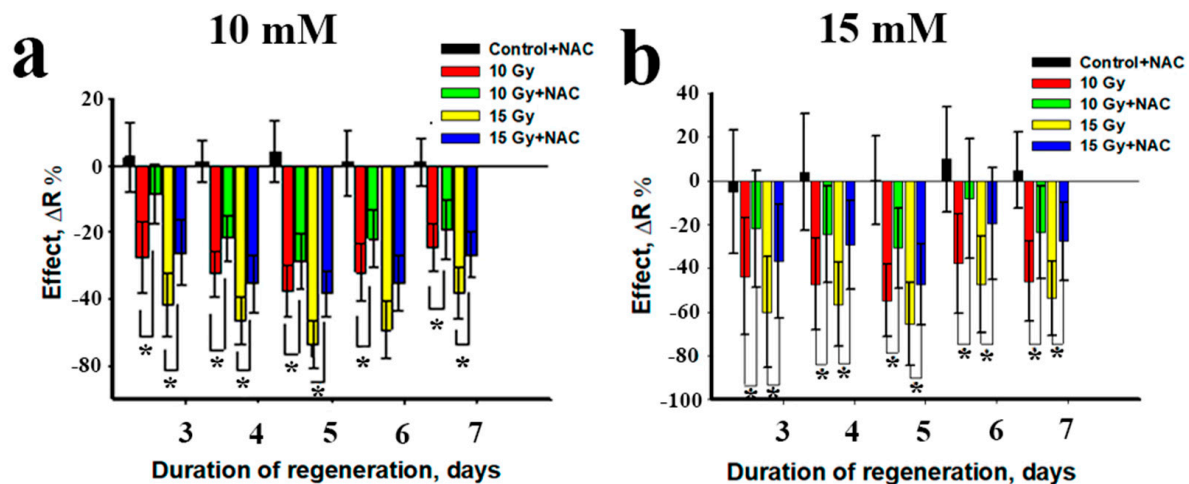 a
10 mM
Control+NAC
10 Gy
10 Gy+NAC
15 Gy
15 Gy+NAC
Effect, ΔR %
20
0
-20
-40
-60
-80
* * * * * * * * *
3 4 5 6 7
Duration of regeneration, days
b
15 mM
Control+NAC
10 Gy
10 Gy+NAC
15 Gy
15 Gy+NAC
Effect, ΔR %
40
20
0
-20
-40
-60
-80
-100
* * * * * * * * * *
3 4 5 6 7
Duration of regeneration, days